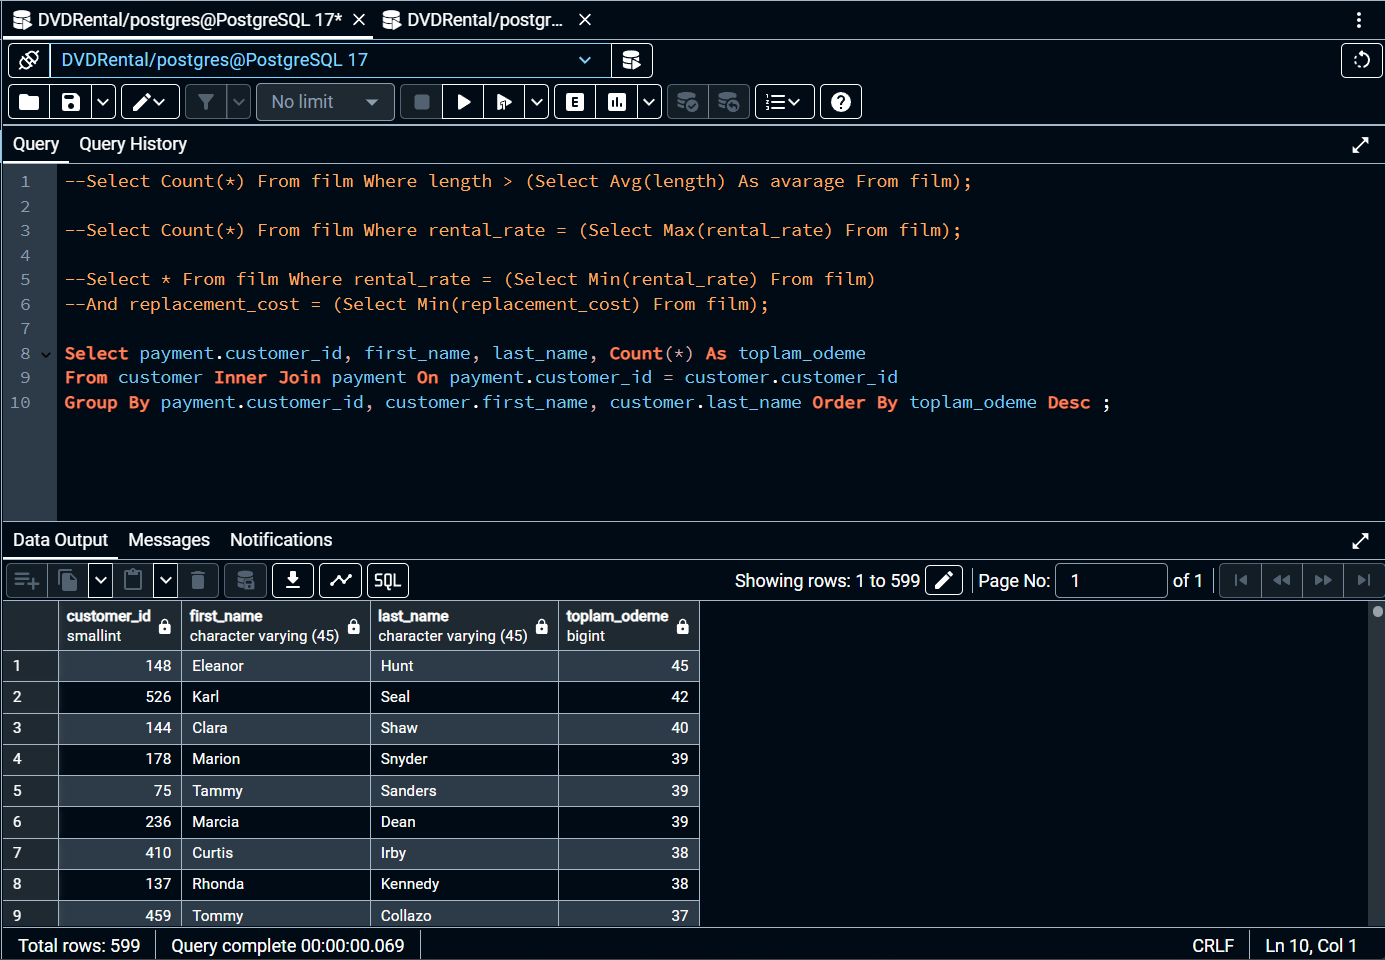 DVDRental/postgres@PostgreSQL 17* DVDRental/postgr...
DVDRental/postgres@PostgreSQL 17
No limit
Query Query History
1 --Select Count(*) From film Where length > (Select Avg(length) As avarage From film);
2
3 --Select Count(*) From film Where rental_rate = (Select Max(rental_rate) From film);
4
5 --Select * From film Where rental_rate = (Select Min(rental_rate) From film)
6 --And replacement_cost = (Select Min(replacement_cost) From film);
7
8 Select payment.customer_id, first_name, last_name, Count(*) As toplam_odeme
9 From customer Inner Join payment On payment.customer_id = customer.customer_id
10 Group By payment.customer_id, customer.first_name, customer.last_name Order By toplam_odeme Desc ;
Data Output Messages Notifications
SQL Showing rows: 1 to 599 Page No: 1 of 1
customer_id first_name last_name toplam_odeme
smallint character varying (45) character varying (45) bigint
1 148 Eleanor Hunt 45
2 526 Karl Seal 42
3 144 Clara Shaw 40
4 178 Marion Snyder 39
5 75 Tammy Sanders 39
6 236 Marcia Dean 39
7 410 Curtis Irby 38
8 137 Rhonda Kennedy 38
9 459 Tommy Collazo 37
Total rows: 599 Query complete 00:00:00.069 CRLF Ln 10, Col 1